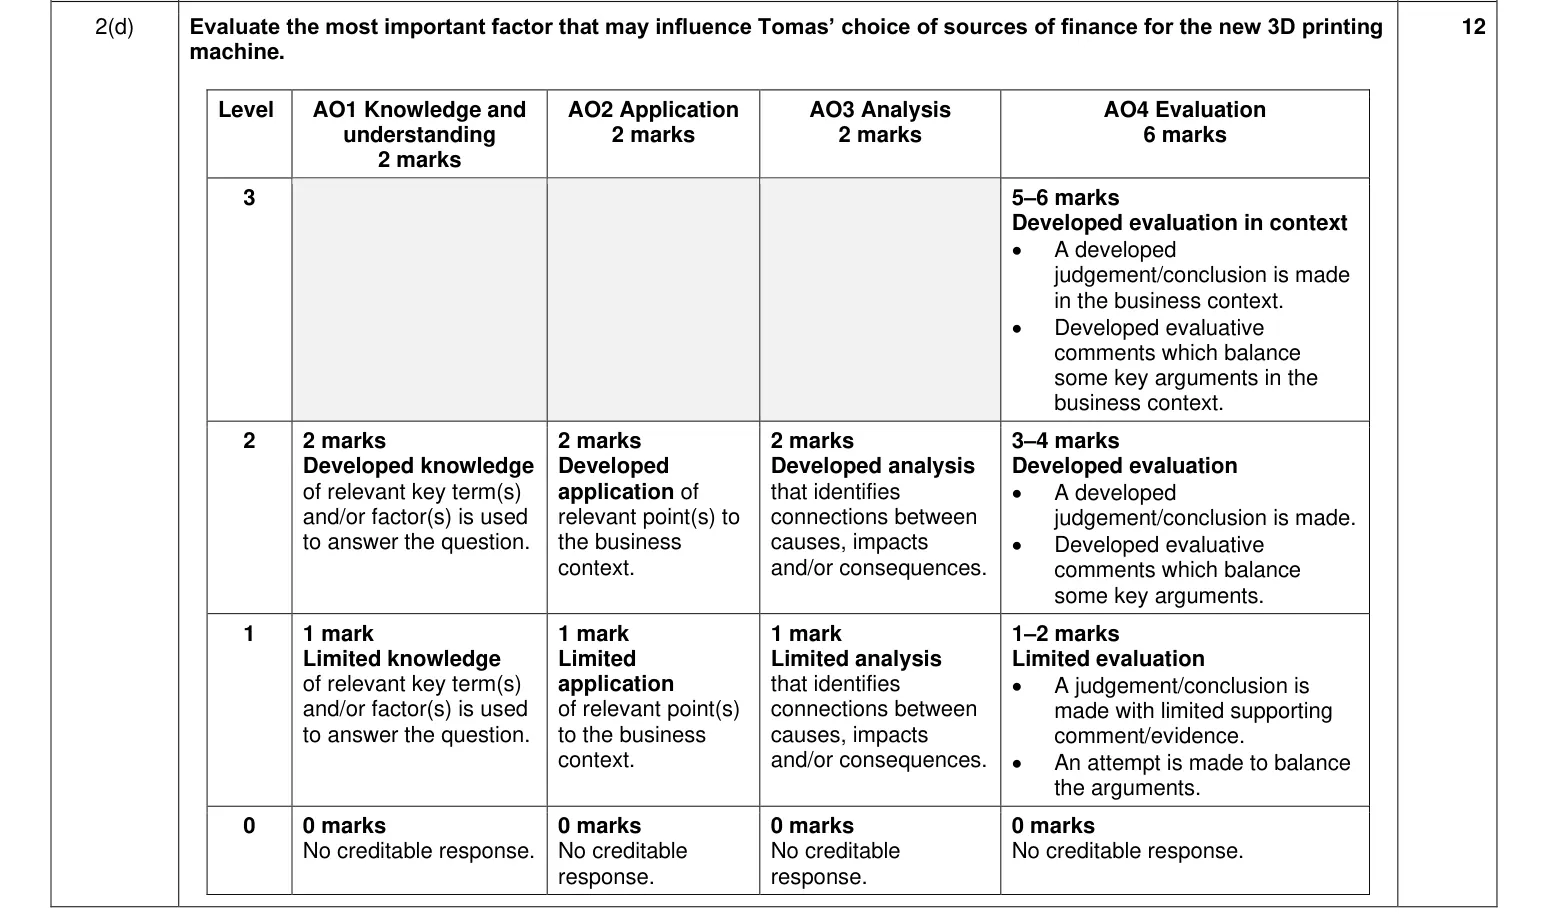 2(d)
Evaluate the most important factor that may influence Tomas’ choice of sources of finance for the new 3D printing
machine.
12
Level
AO1 Knowledge and
understanding
2 marks
AO2 Application
2 marks
AO3 Analysis
2 marks
AO4 Evaluation
6 marks
3
5–6 marks
Developed evaluation in context
• A developed
judgement/conclusion is made
in the business context.
• Developed evaluative
comments which balance
some key arguments in the
business context.
2
2 marks
Developed knowledge
of relevant key term(s)
and/or factor(s) is used
to answer the question.
2 marks
Developed
application of
relevant point(s) to
the business
context.
2 marks
Developed analysis
that identifies
connections between
causes, impacts
and/or consequences.
3–4 marks
Developed evaluation
• A developed
judgement/conclusion is made.
• Developed evaluative
comments which balance
some key arguments.
1
1 mark
Limited knowledge
of relevant key term(s)
and/or factor(s) is used
to answer the question.
1 mark
Limited
application
of relevant point(s)
to the business
context.
1 mark
Limited analysis
that identifies
connections between
causes, impacts
and/or consequences.
1–2 marks
Limited evaluation
• A judgement/conclusion is
made with limited supporting
comment/evidence.
• An attempt is made to balance
the arguments.
0
0 marks
No creditable response.
0 marks
No creditable
response.
0 marks
No creditable
response.
0 marks
No creditable response.